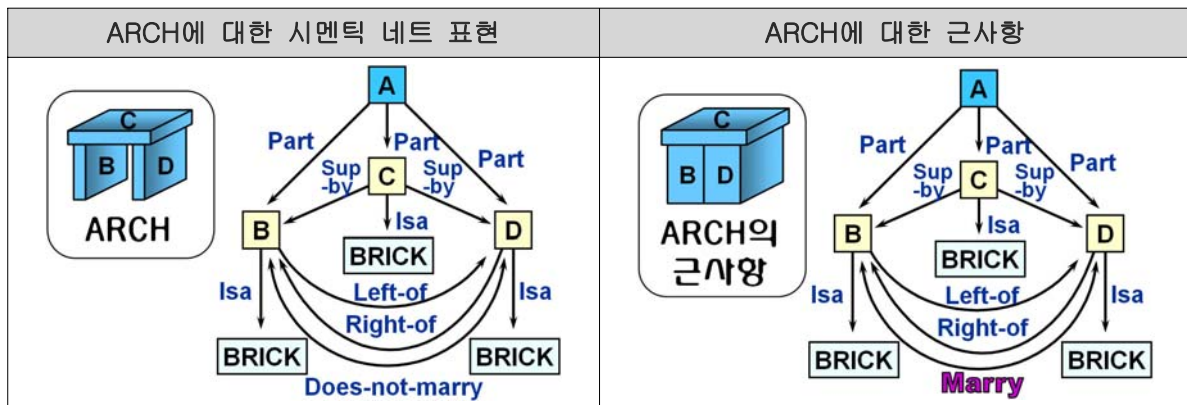 ARCH에 대한 시멘틱 네트 표현
ARCH에 대한 근사항
C
B
D
ARCH
A
Part
Part
Part
Sup
-by
C
Sup
-by
Isa
B
D
BRICK
Isa
Left-of
Isa
Right-of
BRICK
BRICK
Does-not-marry
C
B
D
ARCH의
근사항
A
Part
Part
Part
Sup
-by
C
Sup
-by
Isa
B
D
BRICK
Isa
Left-of
Isa
Right-of
BRICK
BRICK
Marry